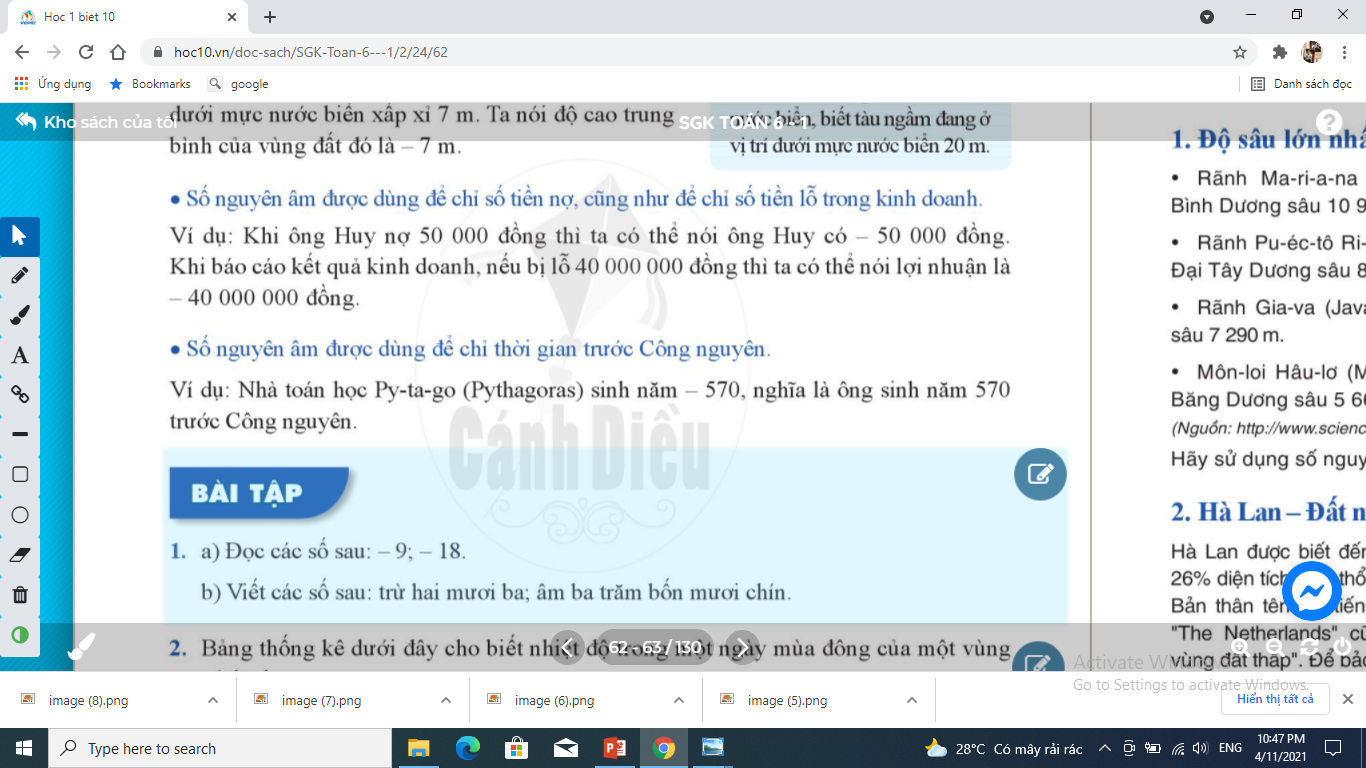 Hoc 1 biet 10
hoc10.vn/doc-sach/SGK-Toan-6---1/2/24/62
Ứng dụng Bookmarks google Danh sách đọc
Kho sách của tôi SGK TOÁN 6 - 1
dưới mực nước biển xấp xỉ 7 m. Ta nói độ cao trung
bình của vùng đất đó là – 7 m.
nước biển, biết tàu ngầm đang ở
vị trí dưới mực nước biển 20 m.
• Số nguyên âm được dùng để chỉ số tiền nợ, cũng như để chỉ số tiền lỗ trong kinh doanh.
Ví dụ: Khi ông Huy nợ 50 000 đồng thì ta có thể nói ông Huy có – 50 000 đồng.
Khi báo cáo kết quả kinh doanh, nếu bị lỗ 40 000 000 đồng thì ta có thể nói lợi nhuận là
– 40 000 000 đồng.
• Số nguyên âm được dùng để chỉ thời gian trước Công nguyên.
Ví dụ: Nhà toán học Py-ta-go (Pythagoras) sinh năm – 570, nghĩa là ông sinh năm 570
trước Công nguyên.
Cánh Diều
BÀI TẬP
1. a) Đọc các số sau: – 9; – 18.
b) Viết các số sau: trừ hai mươi ba; âm ba trăm bốn mươi chín.
2. Bảng thống kê dưới đây cho biết nhiệt độ trong một ngày mùa đông của một vùng
62 - 63 / 130
1. Độ sâu lớn nhấ
• Rãnh Ma-ri-a-na
Bình Dương sâu 10 9
• Rãnh Pu-éc-tô Ri-
Đại Tây Dương sâu 8
• Rãnh Gia-va (Java
sâu 7 290 m.
• Môn-loi Hâu-lơ (M
Băng Dương sâu 5 6
(Nguồn: http://www.scienc
Hãy sử dụng số nguy
2. Hà Lan – Đất n
Hà Lan được biết đến
26% diện tích thổ
Bản thân tên tiến
"The Netherlands" củ
vùng đất thấp". Để bảo
Activate Windows
Go to Settings to activate Windows.
image (8).png image (7).png image (6).png image (5).png Hiển thị tất cả
Type here to search
28°C Có mây rải rác ENG 10:47 PM
4/11/2021